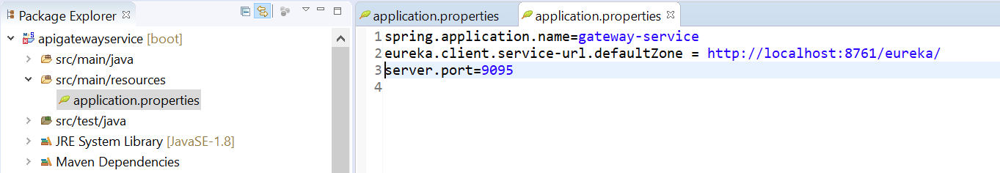 Package Explorer
apigatewayservice [boot]
src/main/java
src/main/resources
application.properties
src/test/java
JRE System Library [JavaSE-1.8]
Maven Dependencies
application.properties
application.properties
1 spring.application.name=gateway-service
2 eureka.client.service-url.defaultZone = http://localhost:8761/eureka/
3 server.port=9095
4